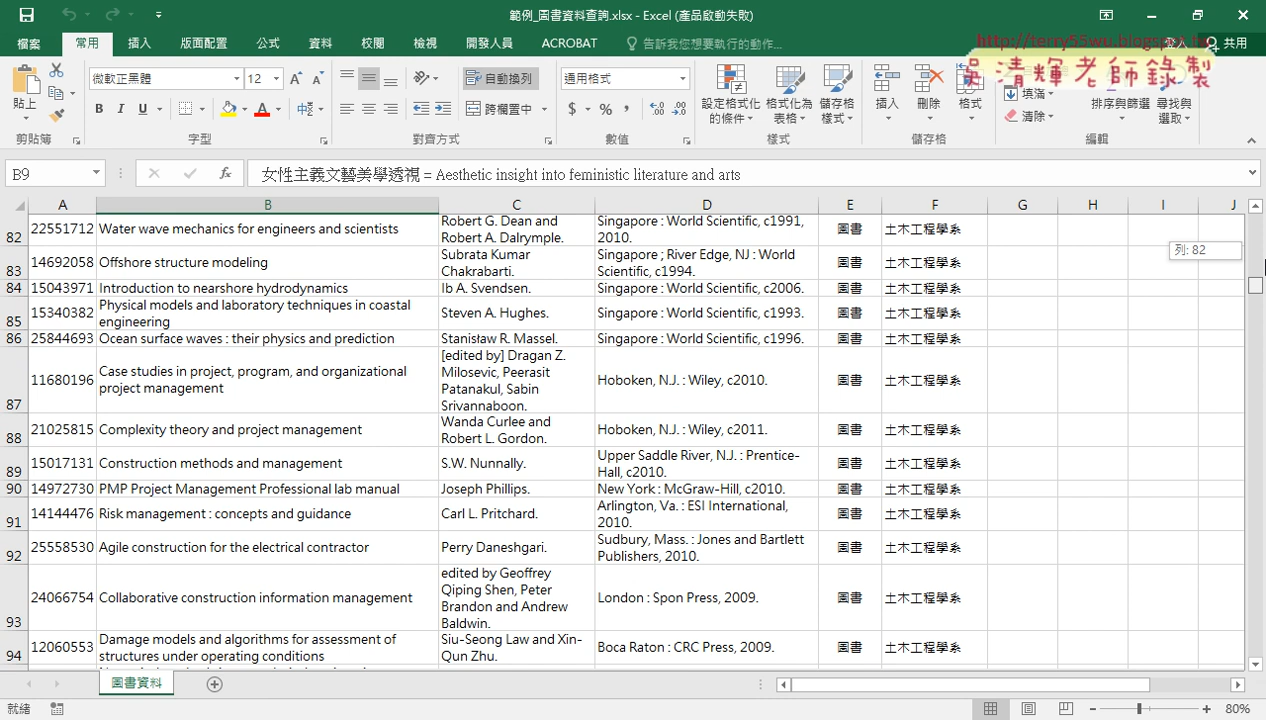 範例_圖書資料查詢.xlsx - Excel (產品啟動失敗)
檔案 常用 插入 版面配置 公式 資料 校閱 檢視 開發人員 ACROBAT 告訴我您想要執行的動作... 登入 共用
http://terry55wu.blogspot.tw
吳清輝老師錄製
貼上 微軟正黑體 12 自動換列 通用格式 設定格式化的條件 格式化為表格 儲存格樣式 插入 刪除 格式 填滿 清除 排序與篩選 尋找與選取
B I U 跨欄置中 $ % ,
剪貼簿 字型 對齊方式 數值 樣式 儲存格 編輯
B9 fx 女性主義文藝美學透視 = Aesthetic insight into feministic literature and arts
A B C D E F G H I J
82 22551712 Water wave mechanics for engineers and scientists Robert G. Dean and Robert A. Dalrymple. Singapore : World Scientific, c1991, 2010. 圖書 土木工程學系
列: 82
83 14692058 Offshore structure modeling Subrata Kumar Chakrabarti. Singapore ; River Edge, NJ : World Scientific, c1994. 圖書 土木工程學系
84 15043971 Introduction to nearshore hydrodynamics Ib A. Svendsen. Singapore : World Scientific, c2006. 圖書 土木工程學系
85 15340382 Physical models and laboratory techniques in coastal engineering Steven A. Hughes. Singapore : World Scientific, c1993. 圖書 土木工程學系
86 25844693 Ocean surface waves : their physics and prediction Stanisław R. Massel. Singapore : World Scientific, c1996. 圖書 土木工程學系
87 11680196 Case studies in project, program, and organizational project management [edited by] Dragan Z. Milosevic, Peerasit Patanakul, Sabin Srivannaboon. Hoboken, N.J. : Wiley, c2010. 圖書 土木工程學系
88 21025815 Complexity theory and project management Wanda Curlee and Robert L. Gordon. Hoboken, N.J. : Wiley, c2011. 圖書 土木工程學系
89 15017131 Construction methods and management S.W. Nunnally. Upper Saddle River, N.J. : Prentice-Hall, c2010. 圖書 土木工程學系
90 14972730 PMP Project Management Professional lab manual Joseph Phillips. New York : McGraw-Hill, c2010. 圖書 土木工程學系
91 14144476 Risk management : concepts and guidance Carl L. Pritchard. Arlington, Va. : ESI International, 2010. 圖書 土木工程學系
92 25558530 Agile construction for the electrical contractor Perry Daneshgari. Sudbury, Mass. : Jones and Bartlett Publishers, 2010. 圖書 土木工程學系
93 24066754 Collaborative construction information management edited by Geoffrey Qiping Shen, Peter Brandon and Andrew Baldwin. London : Spon Press, 2009. 圖書 土木工程學系
94 12060553 Damage models and algorithms for assessment of structures under operating conditions Siu-Seong Law and Xin-Qun Zhu. Boca Raton : CRC Press, 2009. 圖書 土木工程學系
圖書資料
就緒 80%